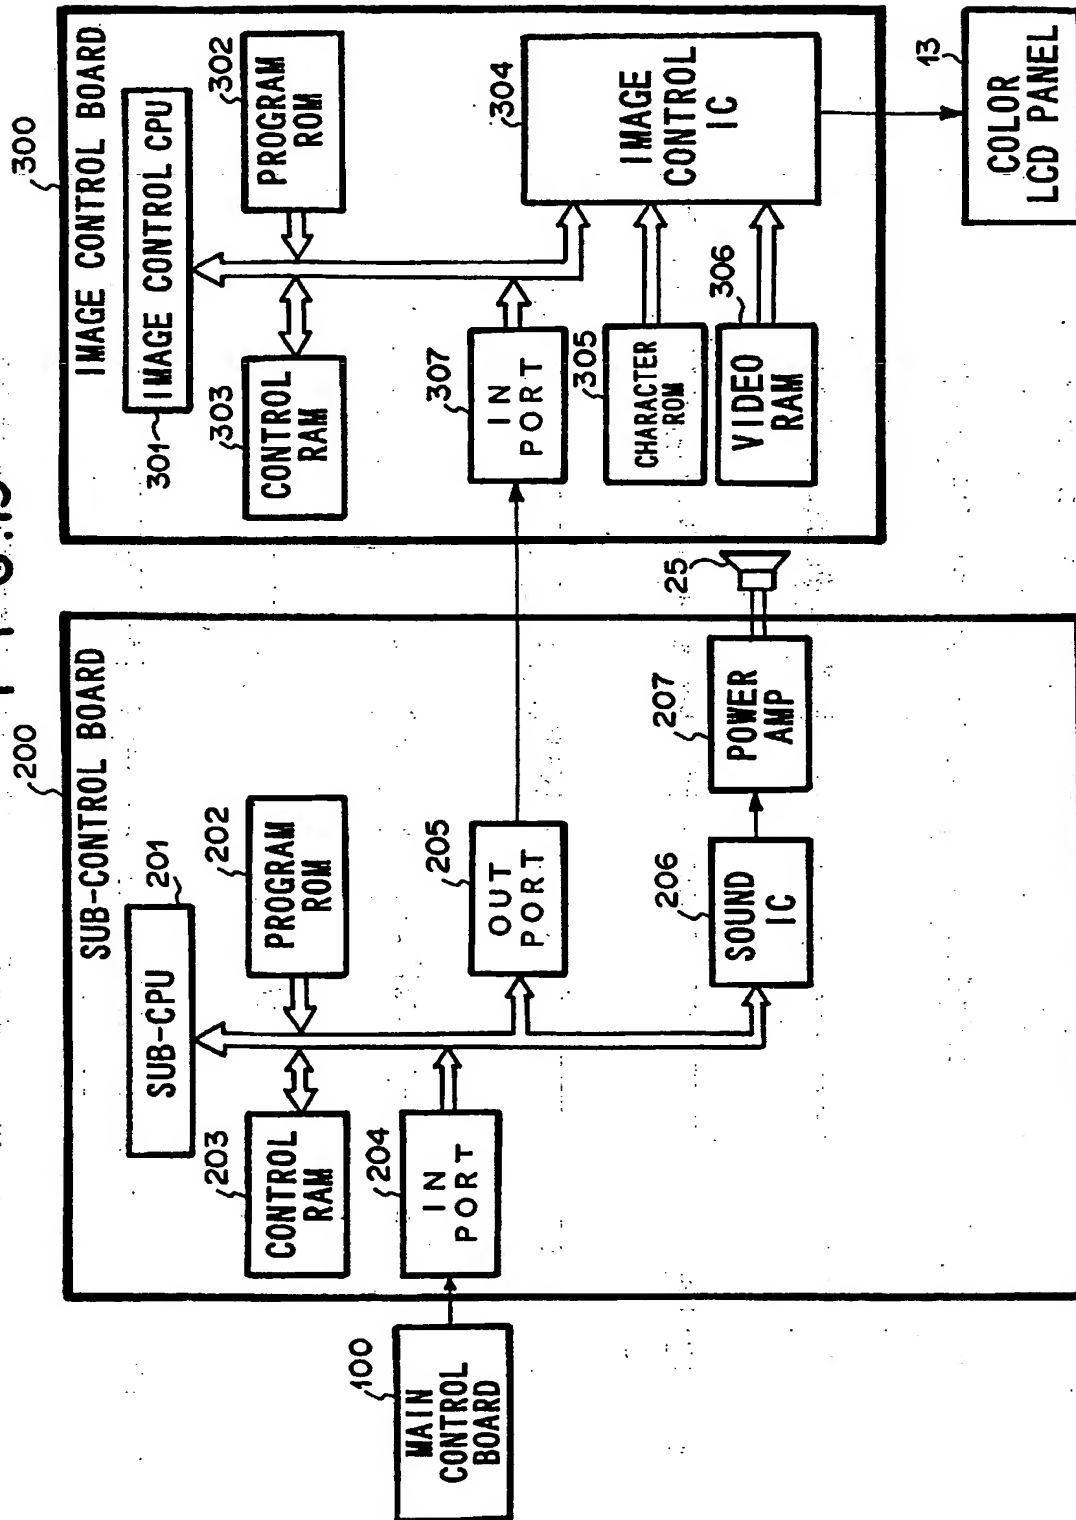 200
SUB-CONTROL BOARD
201
SUB-CPU
202
PROGRAM
ROM
203
CONTROL
RAM
204
IN
PORT
205
OUT
PORT
206
SOUND
IC
207
POWER
AMP
25
100
MAIN
CONTROL
BOARD
300
IMAGE CONTROL BOARD
301
IMAGE CONTROL CPU
302
PROGRAM
ROM
303
CONTROL
RAM
304
IMAGE
CONTROL
IC
307
IN
PORT
305
CHARACTER
ROM
306
VIDEO
RAM
13
COLOR
LCD PANEL